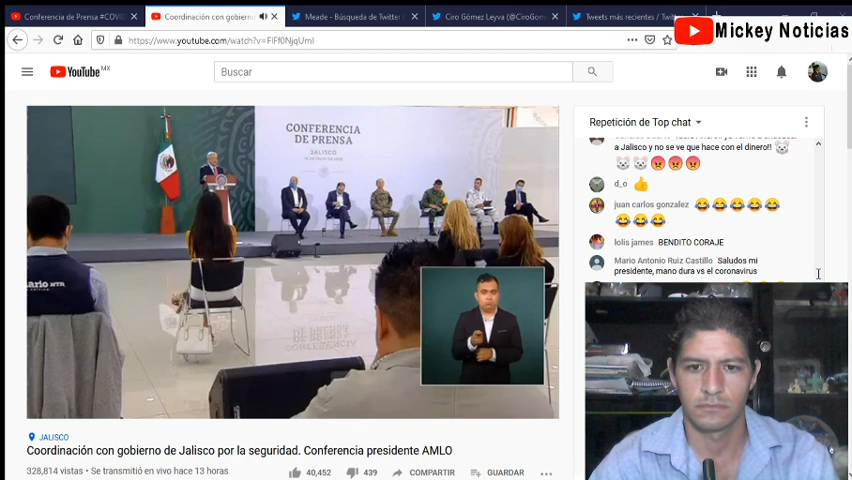 Conferencia de Prensa #COVI
Coordinación con gobierno
Meade - Búsqueda de Twitter /
Ciro Gómez Leyva (@CiroGom
Tweets más recientes / Twitte
Mickey Noticias
https://www.youtube.com/watch?v=
YouTube MX
Buscar
CONFERENCIA
DE PRENSA
JALISCO
Repetición de Top chat
a Jalisco y no se ve que hace con el dinero!!
d_o
juan carlos gonzalez
lolis james BENDITO CORAJE
Mario Antonio Ruiz Castillo Saludos mi
presidente, mano dura vs el coronavirus
JALISCO
Coordinación con gobierno de Jalisco por la seguridad. Conferencia presidente AMLO
328,814 vistas • Se transmitió en vivo hace 13 horas
40,452
439
COMPARTIR
GUARDAR